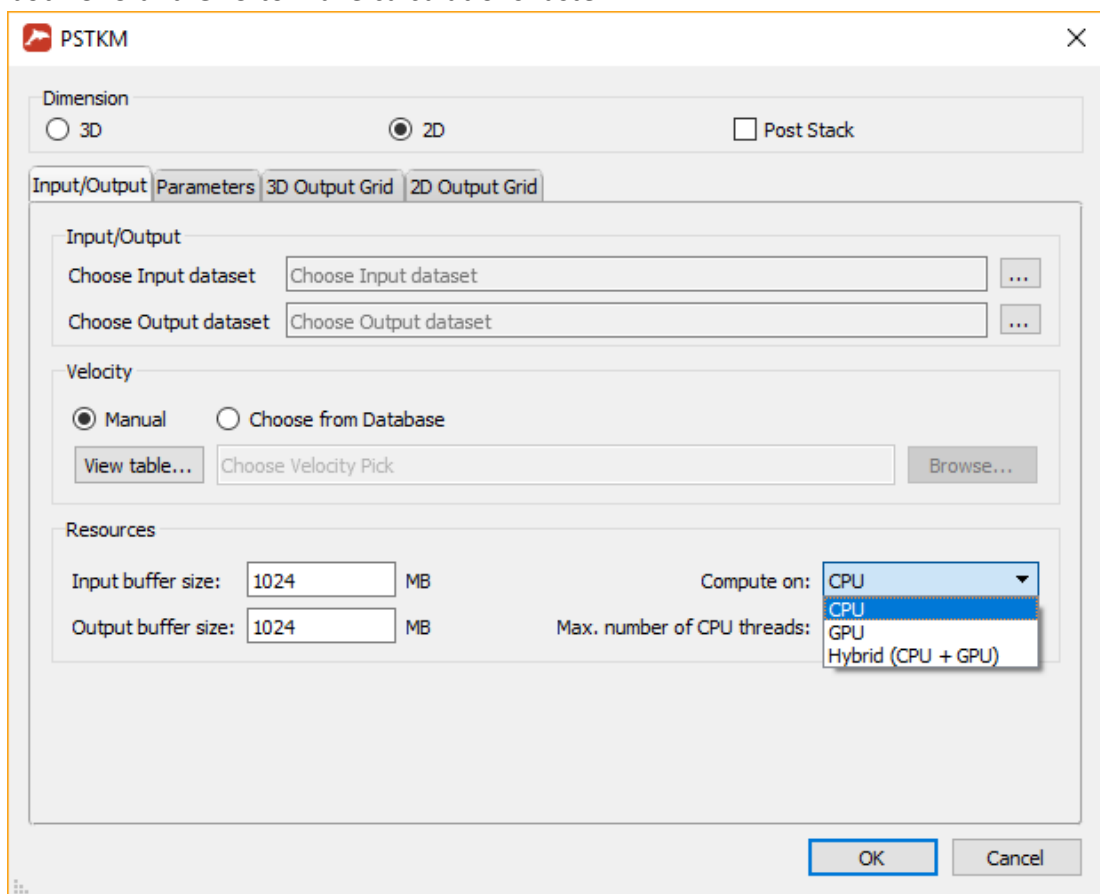 PSTKM
Dimension
3D 2D Post Stack
Input/Output Parameters 3D Output Grid 2D Output Grid
Input/Output
Choose Input dataset Choose Input dataset ...
Choose Output dataset Choose Output dataset ...
Velocity
Manual Choose from Database
View table... Choose Velocity Pick Browse...
Resources
Input buffer size: 1024 MB Compute on: CPU
CPU
Output buffer size: 1024 MB Max. number of CPU threads: GPU
Hybrid (CPU + GPU)
OK Cancel